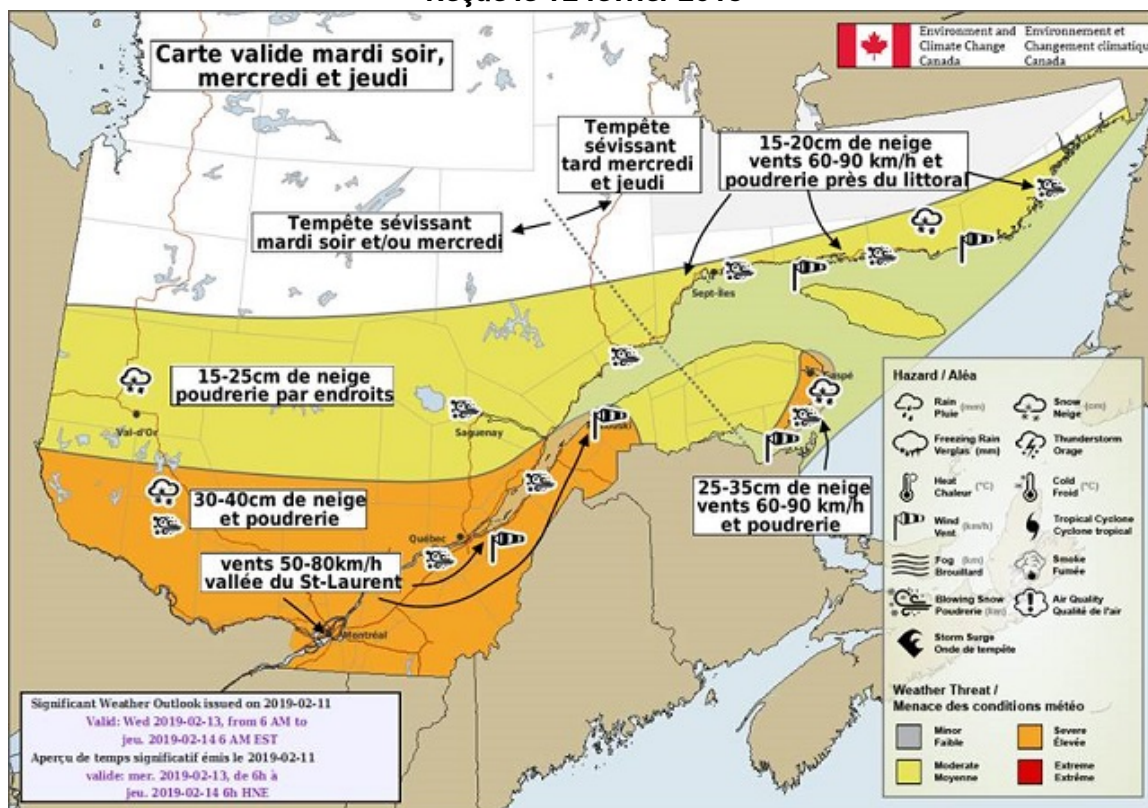 Carte valide mardi soir,
mercredi et jeudi
Environment and
Climate Change
Canada
Environnement et
Changement climatique
Canada
Tempête
sévissant
tard mercredi
et jeudi
15-20cm de neige
vents 60-90 km/h et
poudrerie près du littoral
Tempête sévissant
mardi soir et/ou mercredi
Sept-Îles
15-25cm de neige
poudrerie par endroits
Val-d'Or
Saguenay
25-35cm de neige
vents 60-90 km/h
et poudrerie
30-40cm de neige
et poudrerie
Québec
vents 50-80km/h
vallée du St-Laurent
Montréal
Hazard / Aléa
Rain (mm)
Pluie
Snow (cm)
Neige
Freezing Rain
Verglas (mm)
Thunderstorm
Orage
Heat (°C)
Chaleur
Cold (°C)
Froid
Wind (km/h)
Vent
Tropical Cyclone
Cyclone tropical
Fog (km)
Brouillard
Smoke
Fumée
Blowing Snow
Poudrerie (km)
Air Quality
Qualité de l'air
Storm Surge
Onde de tempête
Weather Threat /
Menace des conditions météo
Minor
Faible
Severe
Élevée
Moderate
Moyenne
Extreme
Extrême
Significant Weather Outlook issued on 2019-02-11
Valid: Wed 2019-02-13, from 6 AM to
jeu. 2019-02-14 6 AM EST
Aperçu de temps significatif émis le 2019-02-11
valide: mer. 2019-02-13, de 6h à
jeu. 2019-02-14 6h HNE